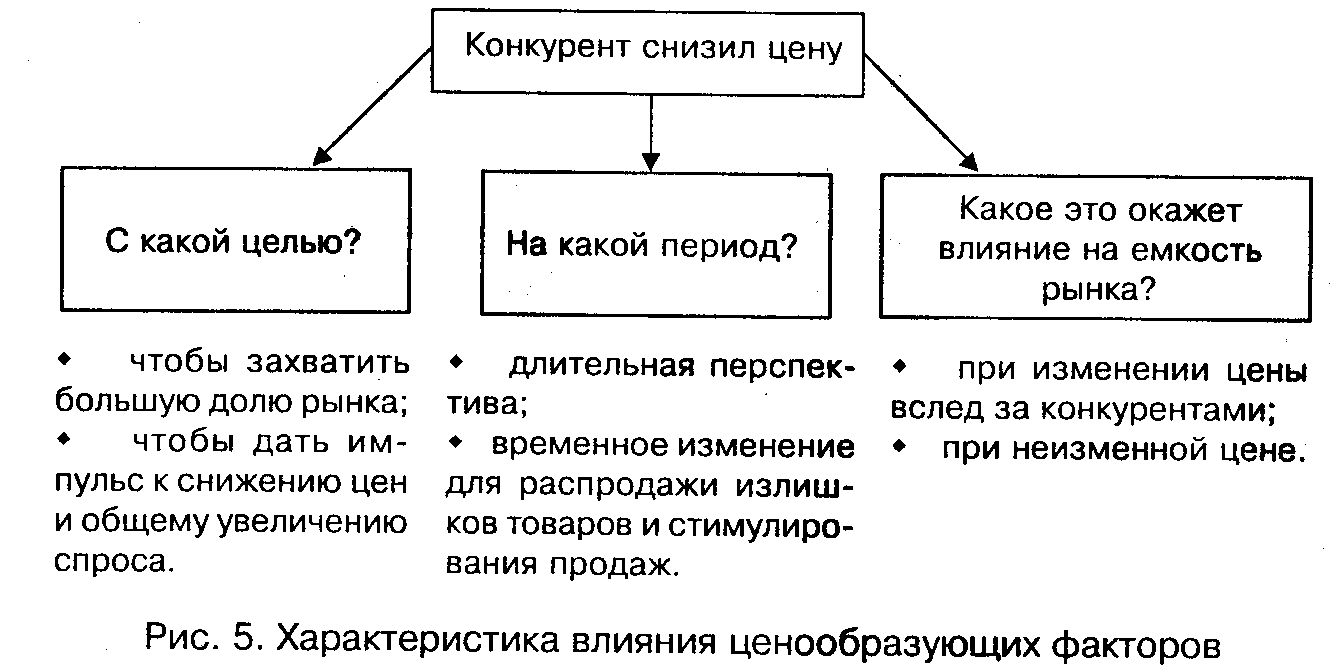 Конкурент снизил цену
С какой целью?
На какой период?
Какое это окажет
влияние на емкость
рынка?
♦ чтобы захватить
большую долю рынка;
♦ чтобы дать им-
пульс к снижению цен
и общему увеличению
спроса.
♦ длительная перспек-
тива;
♦ временное изменение
для распродажи излиш-
ков товаров и стимулиро-
вания продаж.
♦ при изменении цены
вслед за конкурентами;
♦ при неизменной цене.
Рис. 5. Характеристика влияния ценообразующих факторов